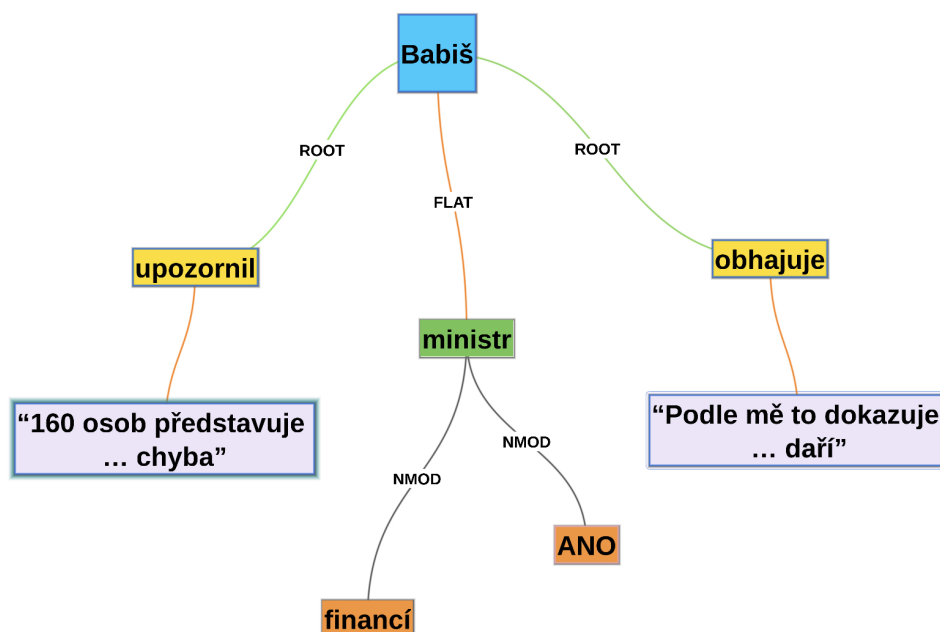 Babiš
ROOT
ROOT
FLAT
upozornil
obhajuje
ministr
“160 osob představuje
… chyba”
“Podle mě to dokazuje
… daří”
NMOD
NMOD
ANO
financí